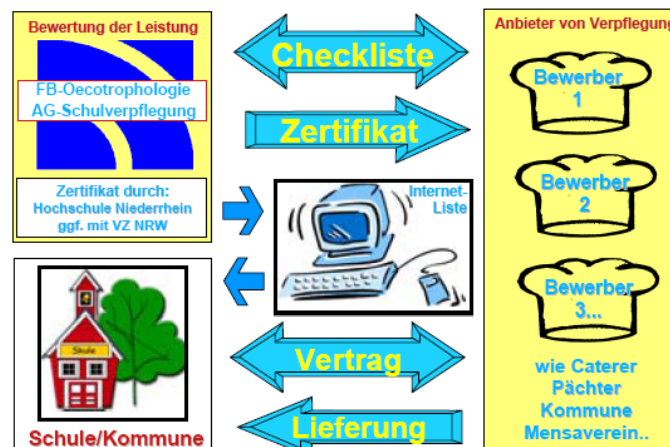 Bewertung der Leistung
FB-Oecotrophologie
AG-Schulverpflegung
Zertifikat durch:
Hochschule Niederrhein
ggf. mit VZ NRW
Checkliste
Zertifikat
Internet-
Liste
Anbieter von Verpflegung
Bewerber
1
Bewerber
2
Bewerber
3...
wie Caterer
Pächter
Kommune
Mensaverein..
Skule
Schule/Kommune
Vertrag
Lieferung